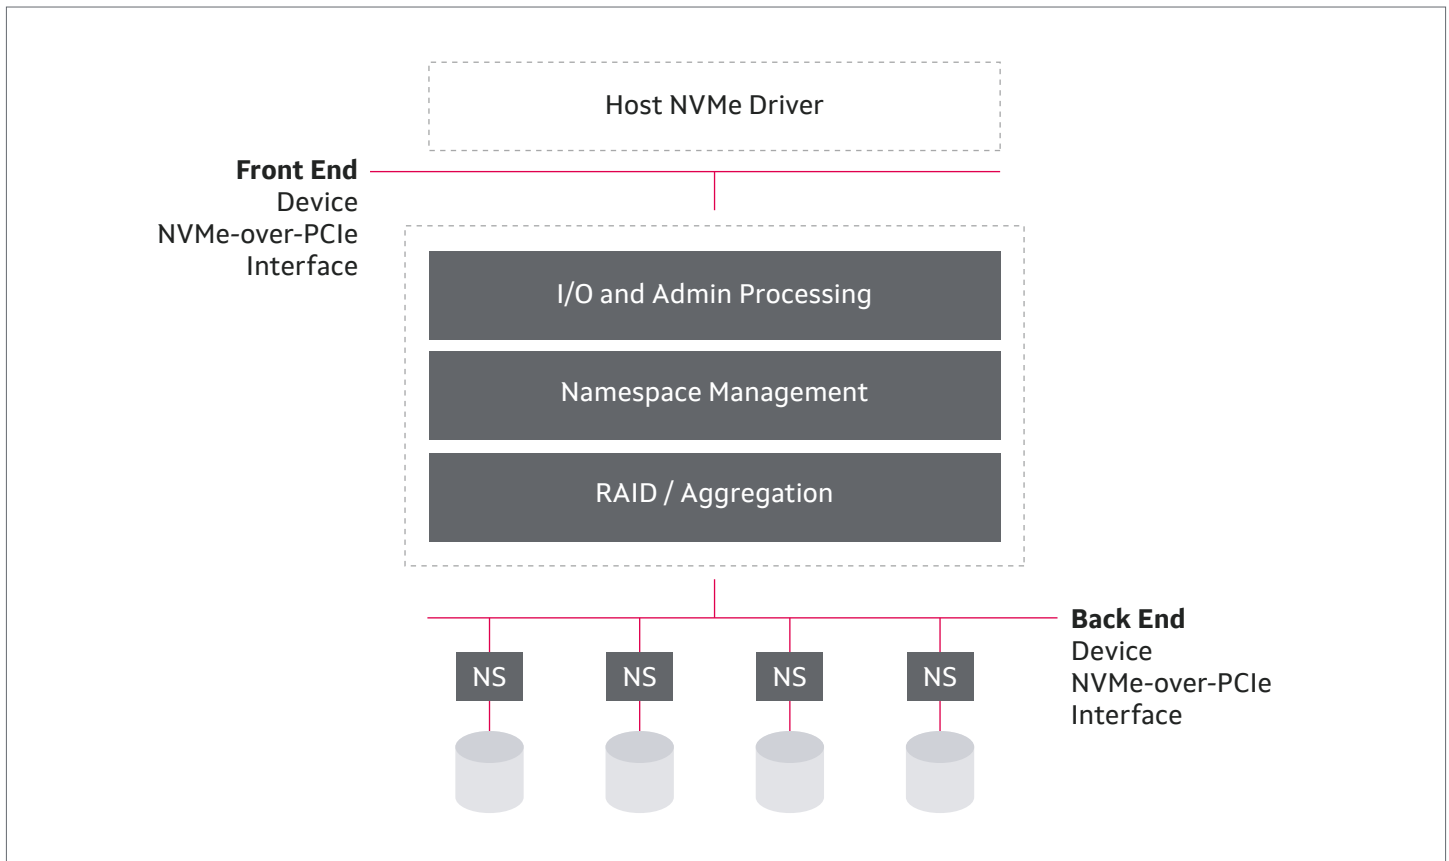 Host NVMe Driver
Front End
Device
NVMe-over-PCIe
Interface
I/O and Admin Processing
Namespace Management
RAID / Aggregation
Back End
Device
NVMe-over-PCIe
Interface
NS
NS
NS
NS